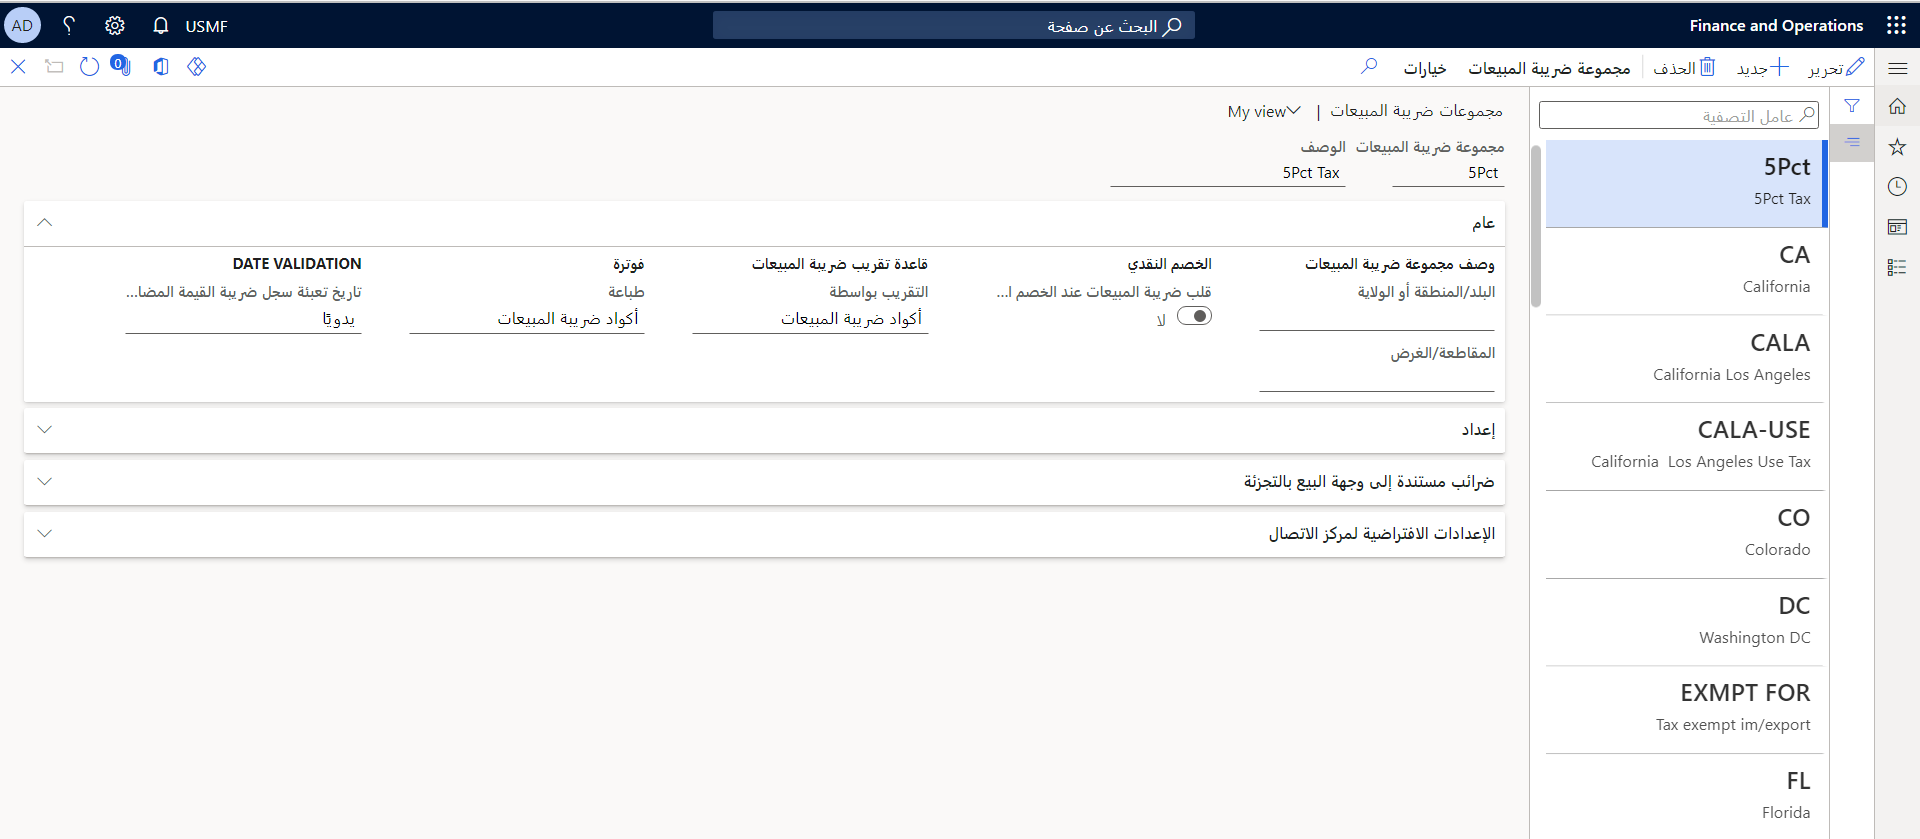 Finance and Operations
البحث عن صفحة
USMF
AD
تحرير
جديد
الحذف
مجموعة ضريبة المبيعات
خيارات
0
عامل التصفية
5Pct
5Pct Tax
CA
California
CALA
California Los Angeles
CALA-USE
California Los Angeles Use Tax
CO
Colorado
DC
Washington DC
EXMPT FOR
Tax exempt im/export
FL
Florida
مجموعات ضريبة المبيعات | My view
مجموعة ضريبة المبيعات
5Pct
الوصف
5Pct Tax
عام
وصف مجموعة ضريبة المبيعات
البلد/المنطقة أو الولاية
المقاطعة/الغرض
الخصم النقدي
قلب ضريبة المبيعات عند الخصم ا...
لا
قاعدة تقريب ضريبة المبيعات
التقريب بواسطة
أكواد ضريبة المبيعات
فوترة
طباعة
أكواد ضريبة المبيعات
DATE VALIDATION
تاريخ تعبئة سجل ضريبة القيمة المضا...
يدويًا
إعداد
ضرائب مستندة إلى وجهة البيع بالتجزئة
الإعدادات الافتراضية لمركز الاتصال